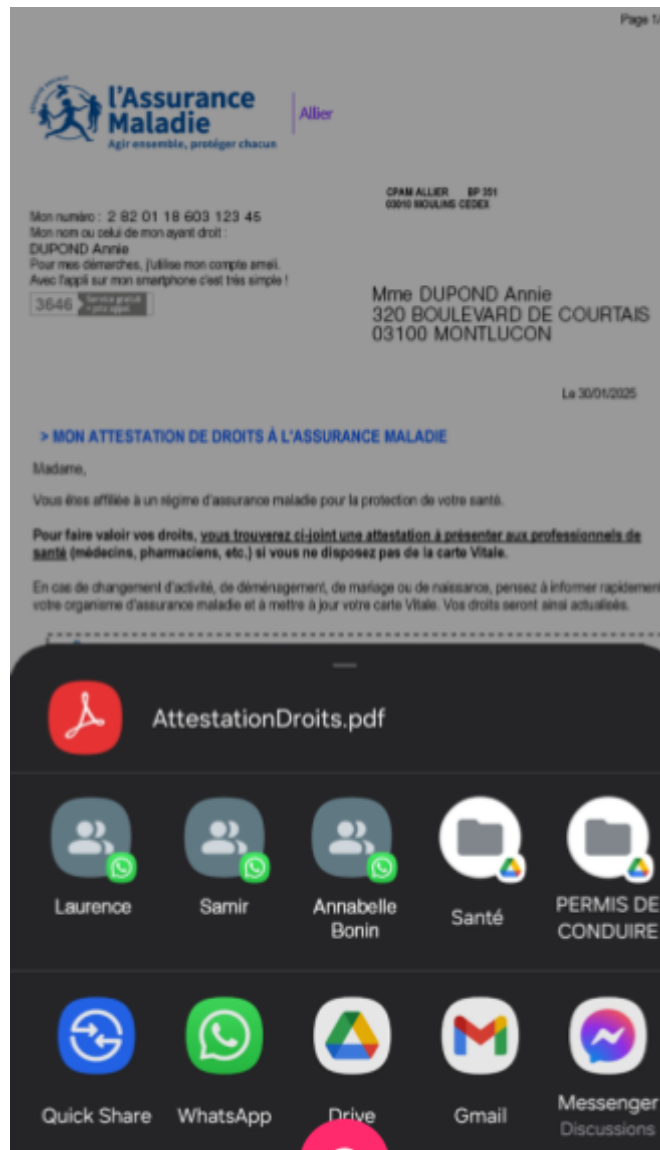 Page 1/
l'Assurance
Maladie
Agir ensemble, protéger chacun
Allier
CPAM ALLIER BP 351
03010 MOULINS CEDEX
Mon numéro : 2 82 01 18 603 123 45
Mon nom ou celui de mon ayant droit :
DUPOND Annie
Pour mes démarches, j'utilise mon compte ameli.
Avec l'appli sur mon smartphone c'est très simple !
3646 Service gratuit
+ prix appel
Mme DUPOND Annie
320 BOULEVARD DE COURTAIS
03100 MONTLUCON
Le 30/01/2025
> MON ATTESTATION DE DROITS À L'ASSURANCE MALADIE
Madame,
Vous êtes affiliée à un régime d'assurance maladie pour la protection de votre santé.
Pour faire valoir vos droits, vous trouverez ci-joint une attestation à présenter aux professionnels de
santé (médecins, pharmaciens, etc.) si vous ne disposez pas de la carte Vitale.
En cas de changement d'activité, de déménagement, de mariage ou de naissance, pensez à informer rapidement
votre organisme d'assurance maladie et à mettre à jour votre carte Vitale. Vos droits seront ainsi actualisés.
AttestationDroits.pdf
Laurence
Samir
Annabelle
Bonin
Santé
PERMIS DE
CONDUIRE
Quick Share
WhatsApp
Drive
Gmail
Messenger
Discussions